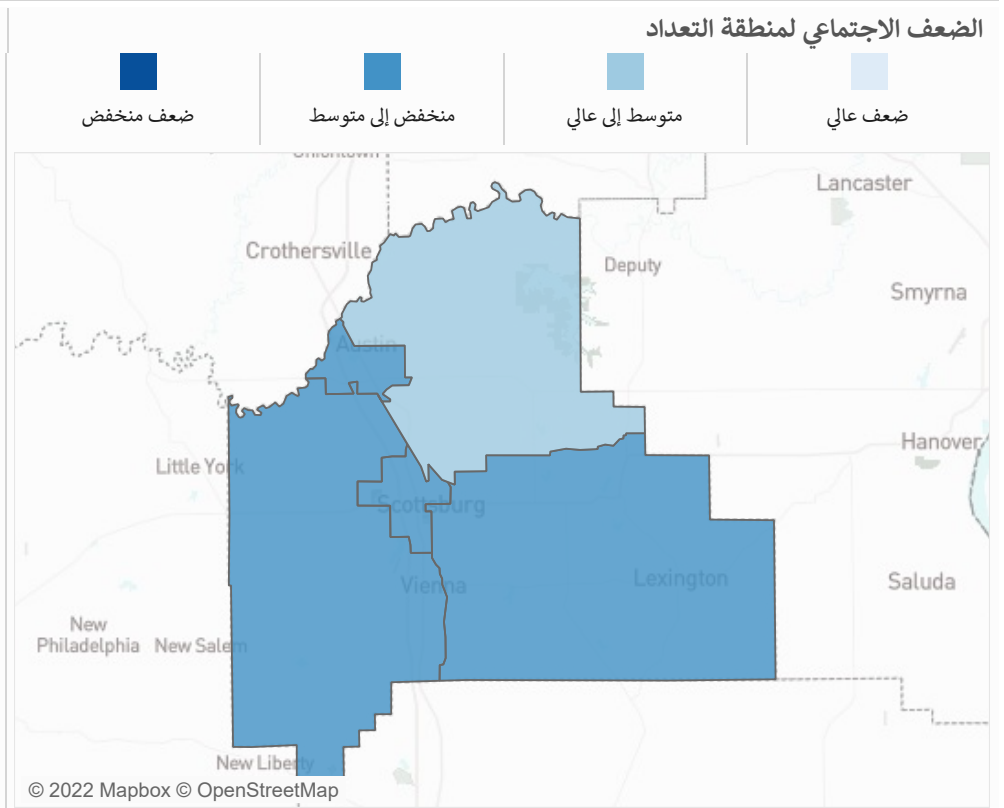 الضعف الاجتماعي لمنطقة التعداد
ضعف عالي
متوسط إلى عالي
منخفض إلى متوسط
ضعف منخفض
Uniontown
Lancaster
Crothersville
Deputy
Smyrna
Austin
Hanover
Little York
Scottsburg
Vienna
Lexington
Saluda
New
Philadelphia
New Salem
New Liberty
© 2022 Mapbox © OpenStreetMap